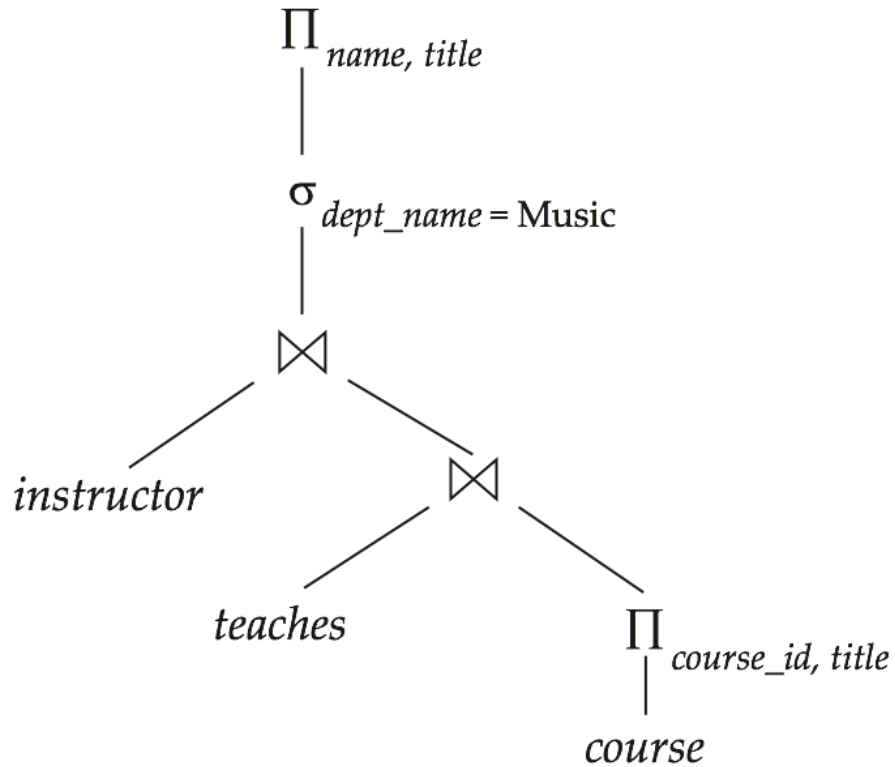 Π name, title
σ dept_name = Music
⋈
instructor
⋈
teaches
Π course_id, title
course